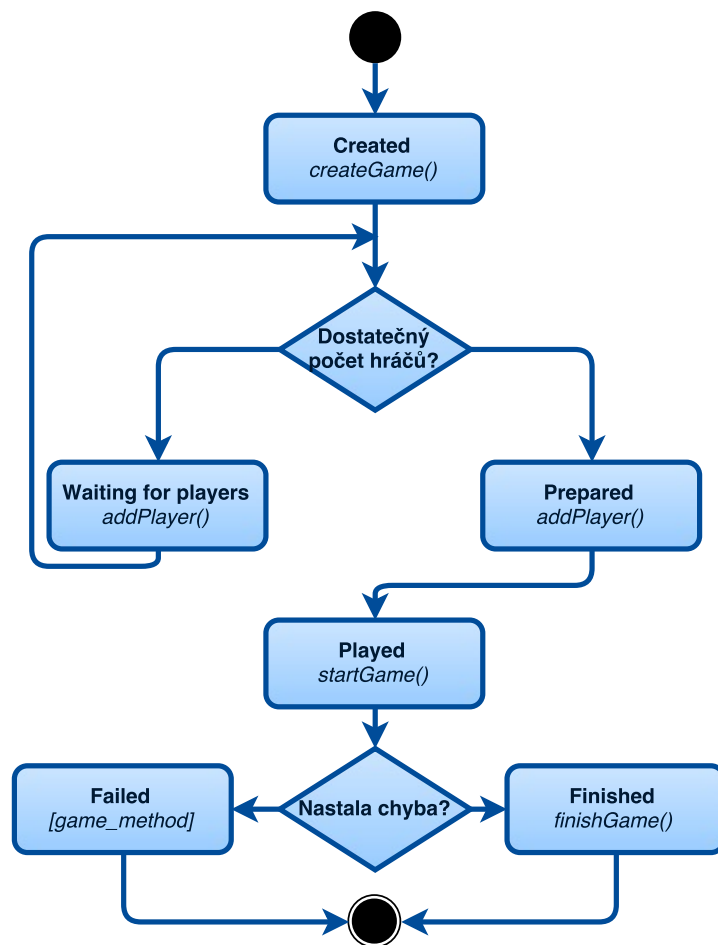 Created
createGame()
Dostatečný
počet hráčů?
Waiting for players
addPlayer()
Prepared
addPlayer()
Played
startGame()
Failed
[game_method]
Nastala chyba?
Finished
finishGame()